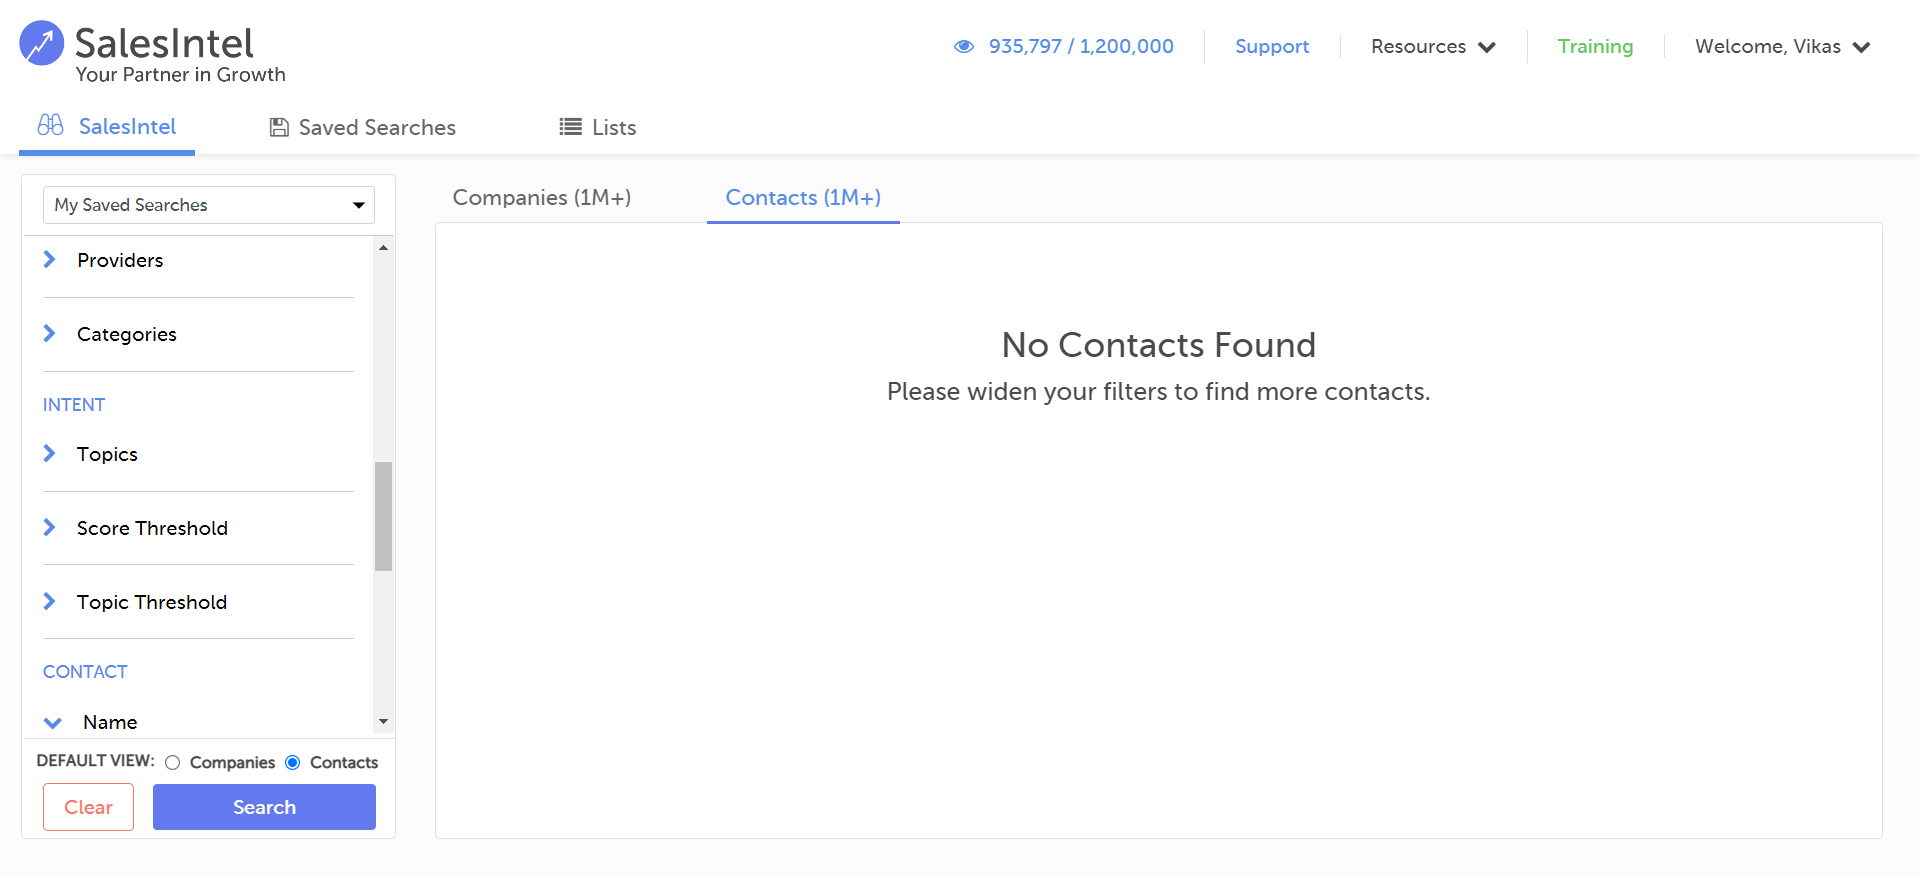 SalesIntel
Your Partner in Growth
935,797 / 1,200,000
Support
Resources
Training
Welcome, Vikas
SalesIntel
Saved Searches
Lists
My Saved Searches
Providers
Categories
INTENT
Topics
Score Threshold
Topic Threshold
CONTACT
Name
DEFAULT VIEW: Companies Contacts
Clear
Search
Companies (1M+)
Contacts (1M+)
No Contacts Found
Please widen your filters to find more contacts.